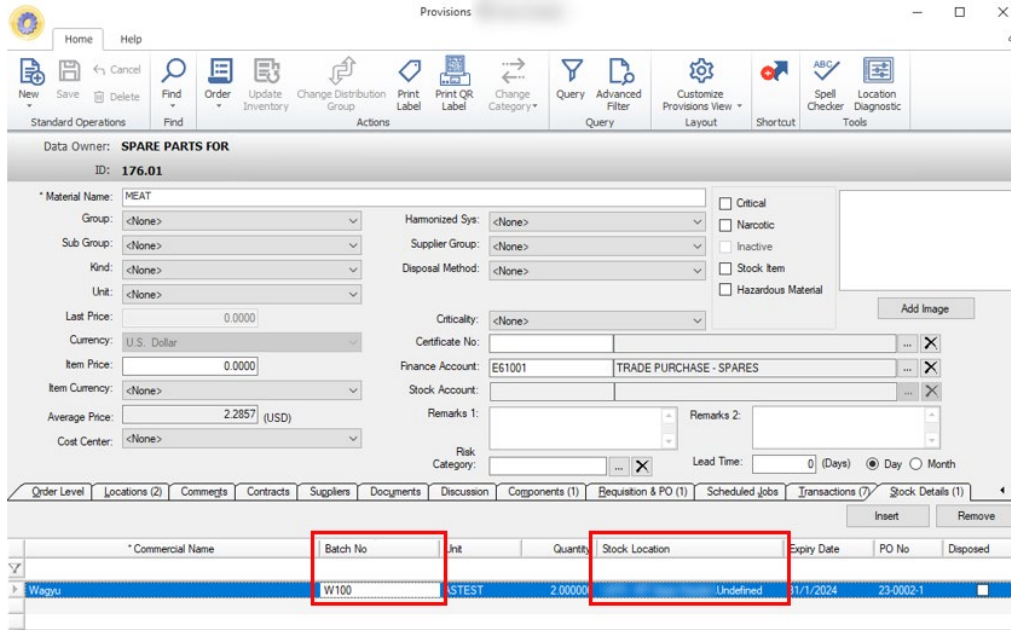 Provisions
Home Help
New Save Cancel Delete Find Order Update Inventory Change Distribution Group Print Label Print QR Label Change Category Query Advanced Filter Customize Provisions View Shortcut ABC Spell Checker Location Diagnostic
Standard Operations Find Actions Query Layout Shortcut Tools
Data Owner: SPARE PARTS FOR
ID: 176.01
* Material Name: MEAT
Group: <None> Harmonized Sys: <None> Critical
Sub Group: <None> Supplier Group: <None> Narcotic
Kind: <None> Disposal Method: <None> Inactive
Unit: <None> Stock Item
Hazardous Material
Last Price: 0.0000 Criticality: <None> Add Image
Currency: U.S. Dollar Certificate No: ...
Item Price: 0.0000 Finance Account: E61001 TRADE PURCHASE - SPARES ...
Item Currency: <None> Stock Account: ...
Average Price: 2.2857 (USD) Remarks 1: Remarks 2:
Cost Center: <None> Risk Category: ... Lead Time: 0 (Days) Day Month
Order Level Locations (2) Comments Contracts Suppliers Documents Discussion Components (1) Requisition & PO (1) Scheduled Jobs Transactions (7) Stock Details (1)
Insert Remove
* Commercial Name Batch No Unit Quantity Stock Location Expiry Date PO No Disposed
Wagyu W100 ASTEST 2.00000 Undefined 31/1/2024 23-0002-1